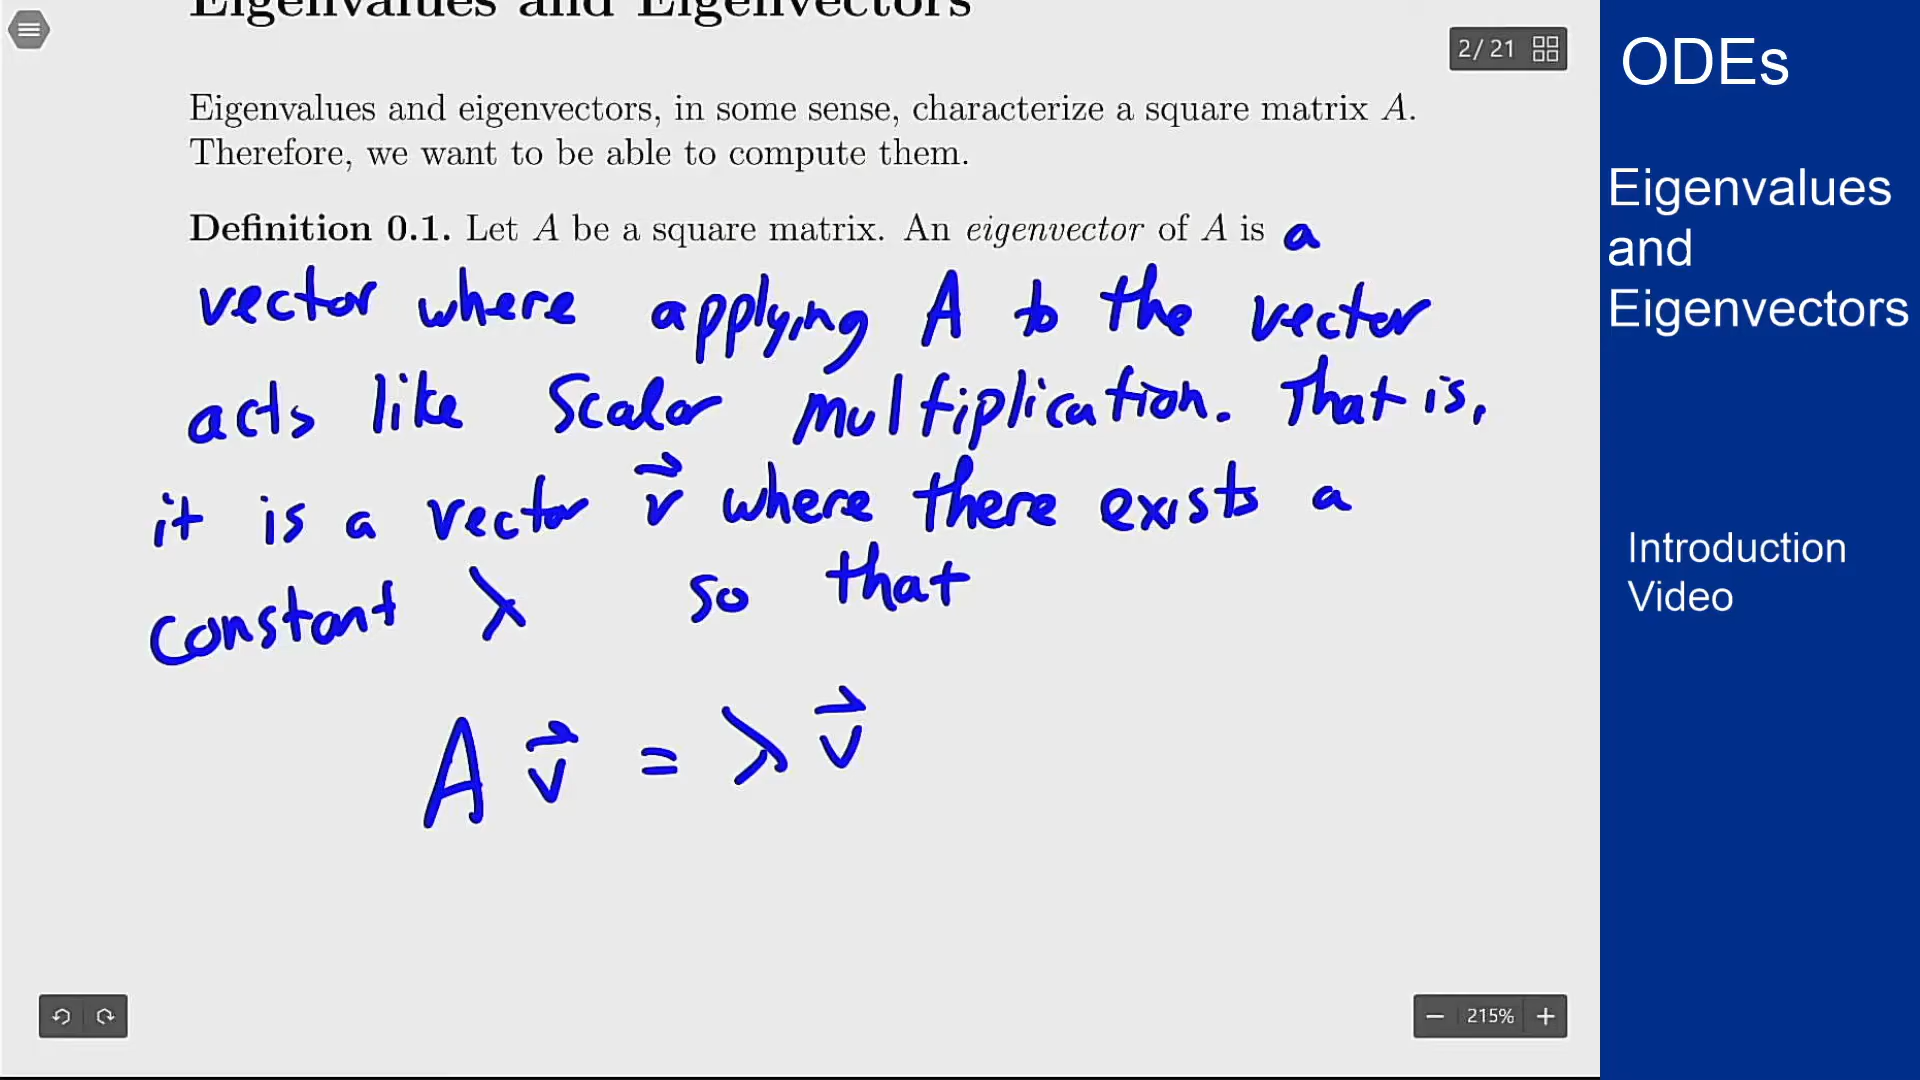 Eigenvalues and Eigenvectors
2/ 21
Eigenvalues and eigenvectors, in some sense, characterize a square matrix A.
Therefore, we want to be able to compute them.
Definition 0.1. Let A be a square matrix. An eigenvector of A is a
vector where applying A to the vector
acts like Scalar multiplication. That is,
it is a vector v⃗ where there exists a
constant λ so that
A v⃗ = λ v⃗
215%
ODEs
Eigenvalues
and
Eigenvectors
Introduction
Video